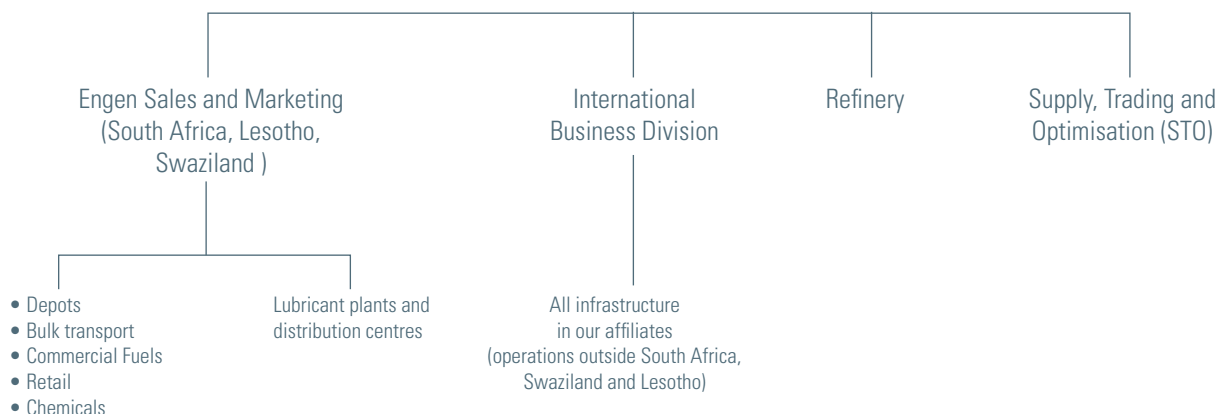 Engen Sales and Marketing
(South Africa, Lesotho,
Swaziland )
International
Business Division
Refinery
Supply, Trading and
Optimisation (STO)
• Depots
• Bulk transport
• Commercial Fuels
• Retail
• Chemicals
Lubricant plants and
distribution centres
All infrastructure
in our affiliates
(operations outside South Africa,
Swaziland and Lesotho)